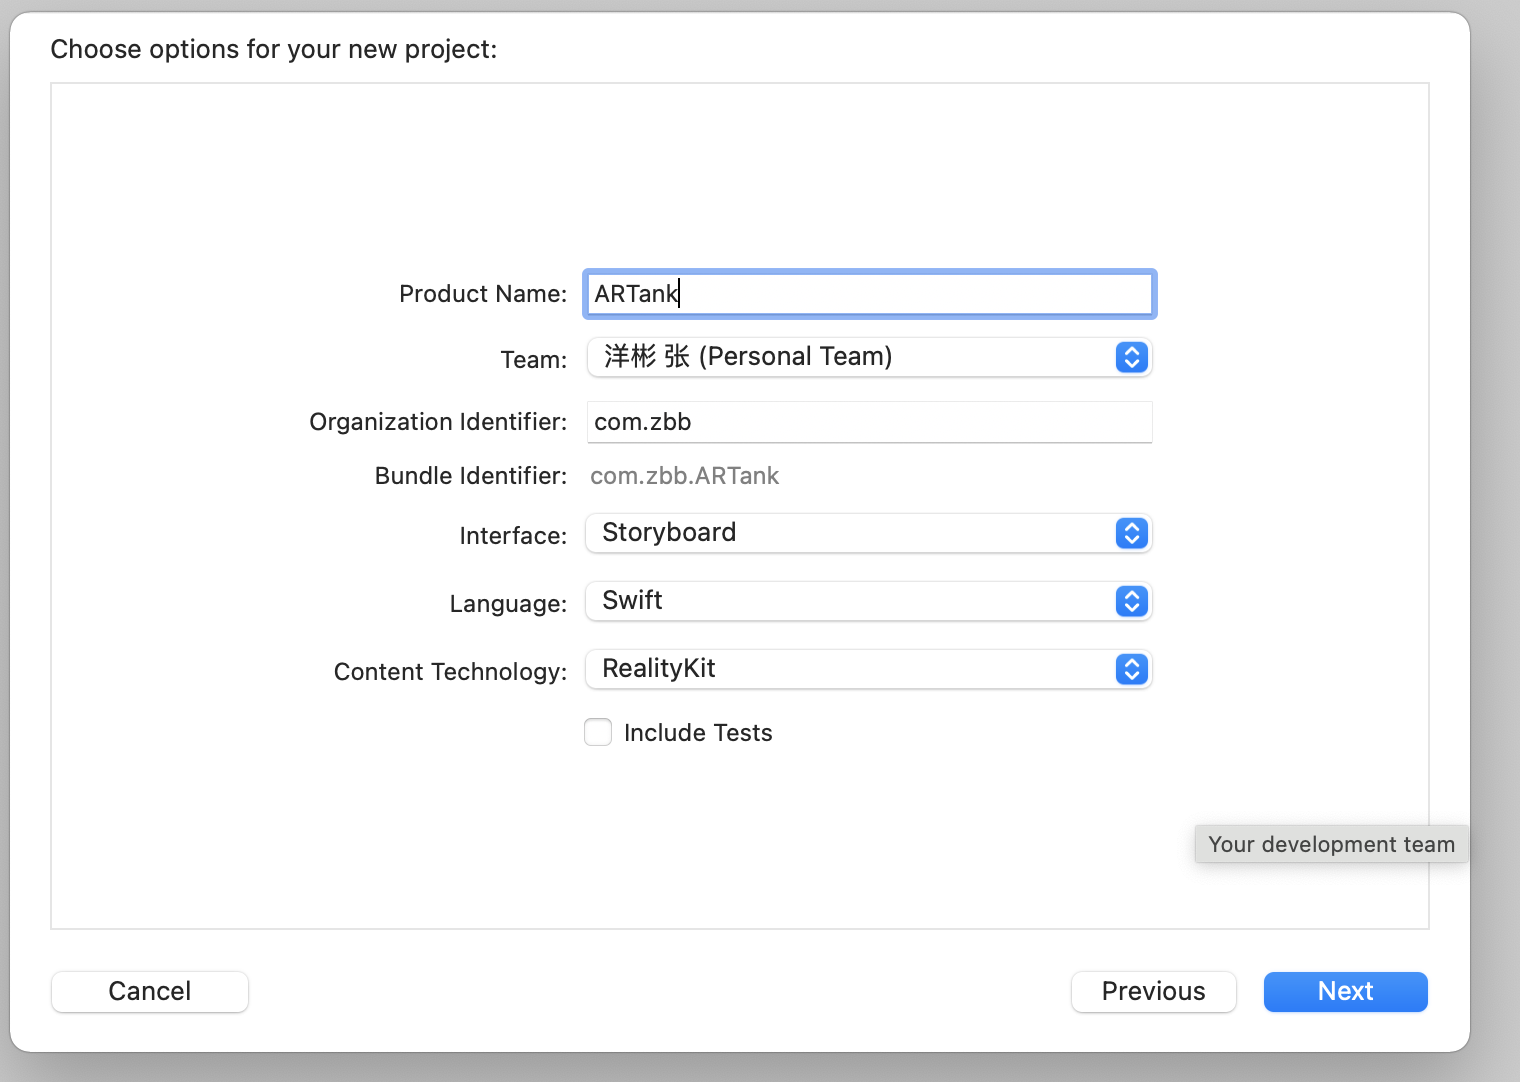 Choose options for your new project:
Product Name: ARTank
Team: 洋彬 张 (Personal Team)
Organization Identifier: com.zbb
Bundle Identifier: com.zbb.ARTank
Interface: Storyboard
Language: Swift
Content Technology: RealityKit
Include Tests
Your development team
Cancel Previous Next